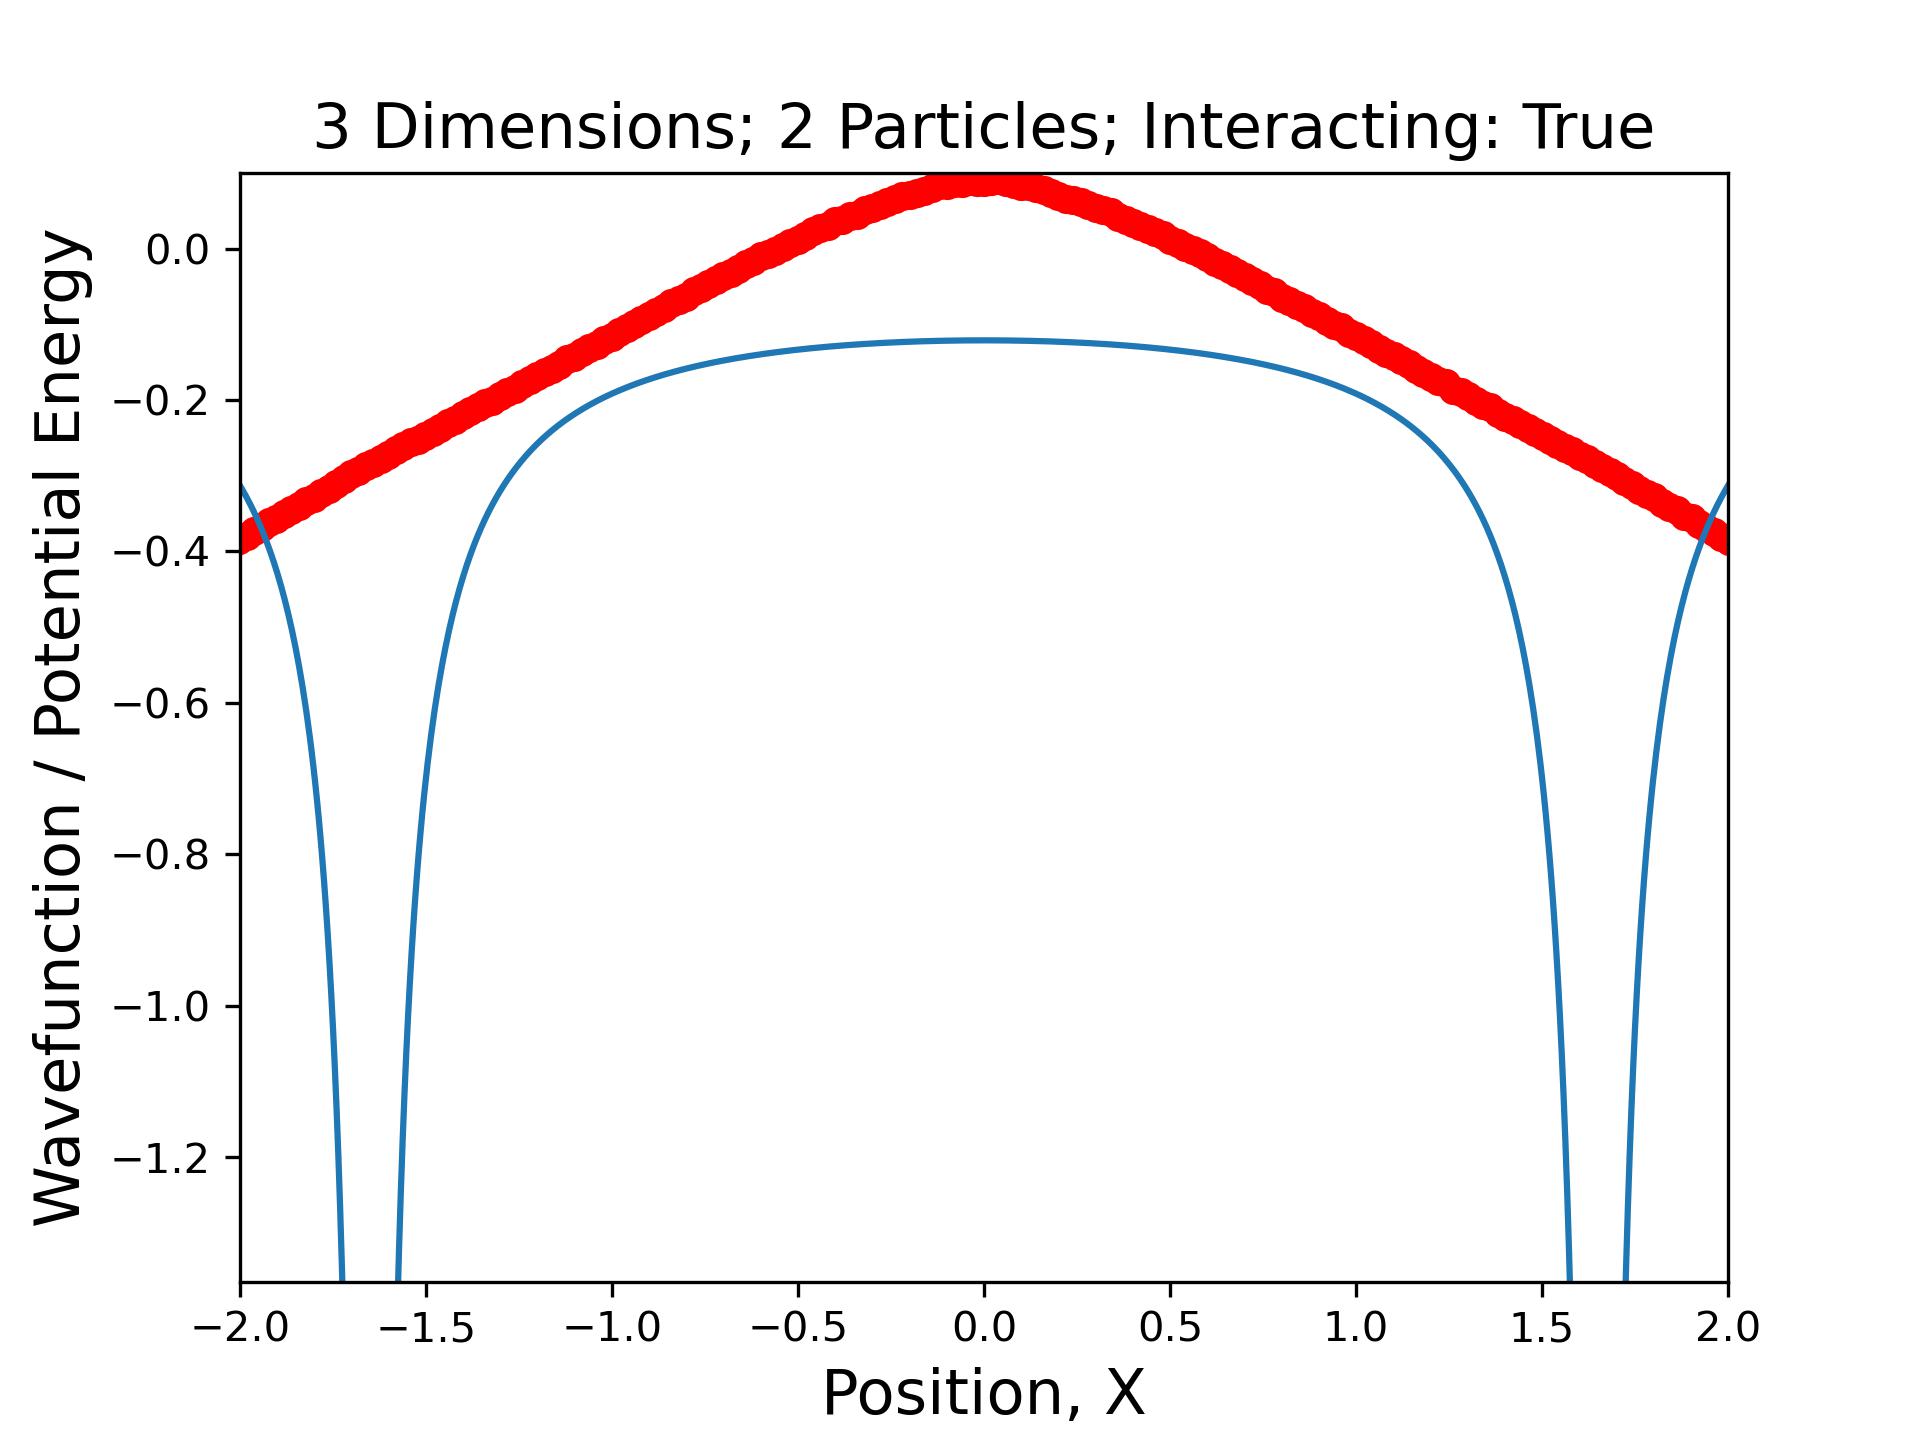 3 Dimensions; 2 Particles; Interacting: True
Wavefunction / Potential Energy
0.0
−0.2
−0.4
−0.6
−0.8
−1.0
−1.2
−2.0 −1.5 −1.0 −0.5 0.0 0.5 1.0 1.5 2.0
Position, X